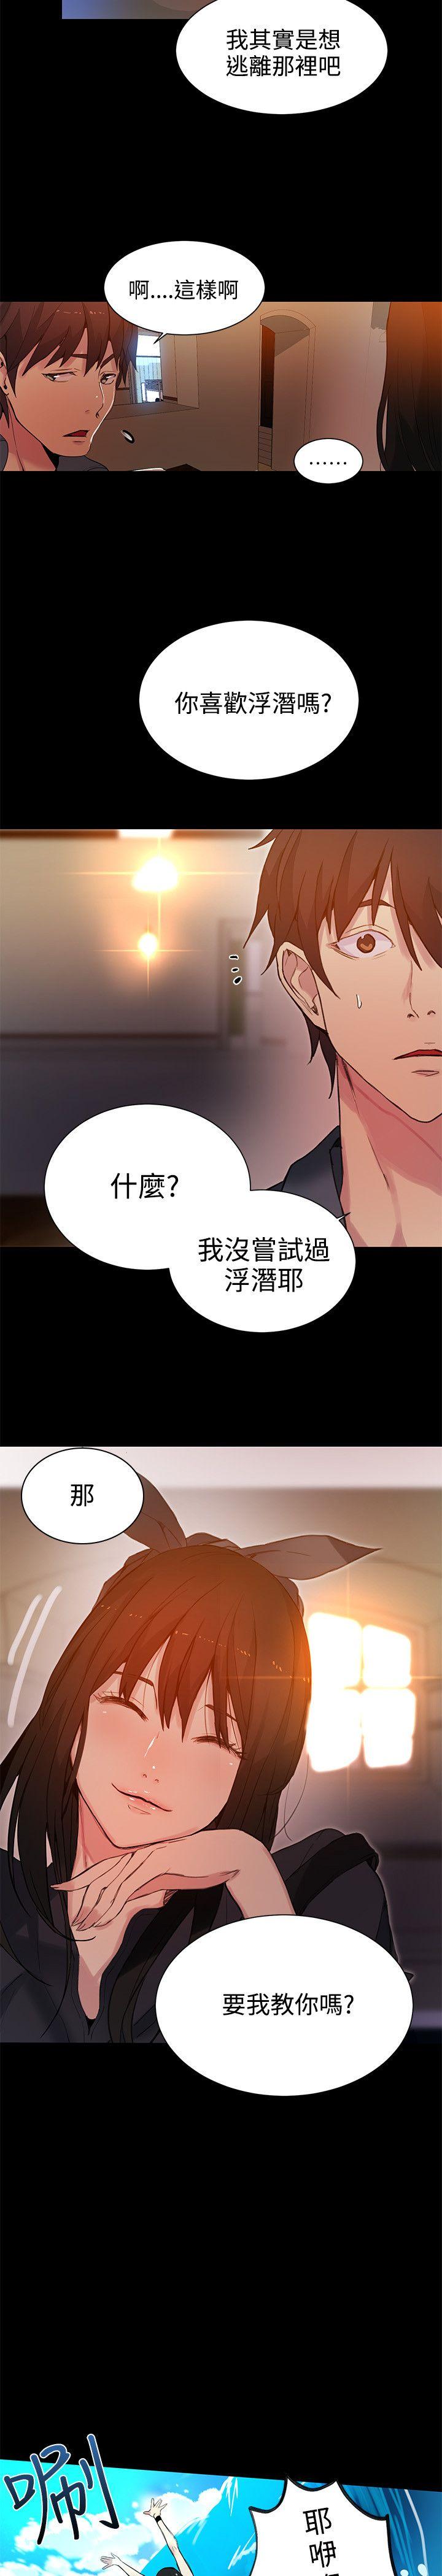 我其實是想
逃離那裡吧
啊....這樣啊
……
你喜歡浮潛嗎?
什麼?
我沒嘗試過
浮潛耶
那
要我教你嗎?
唰
耶
咿